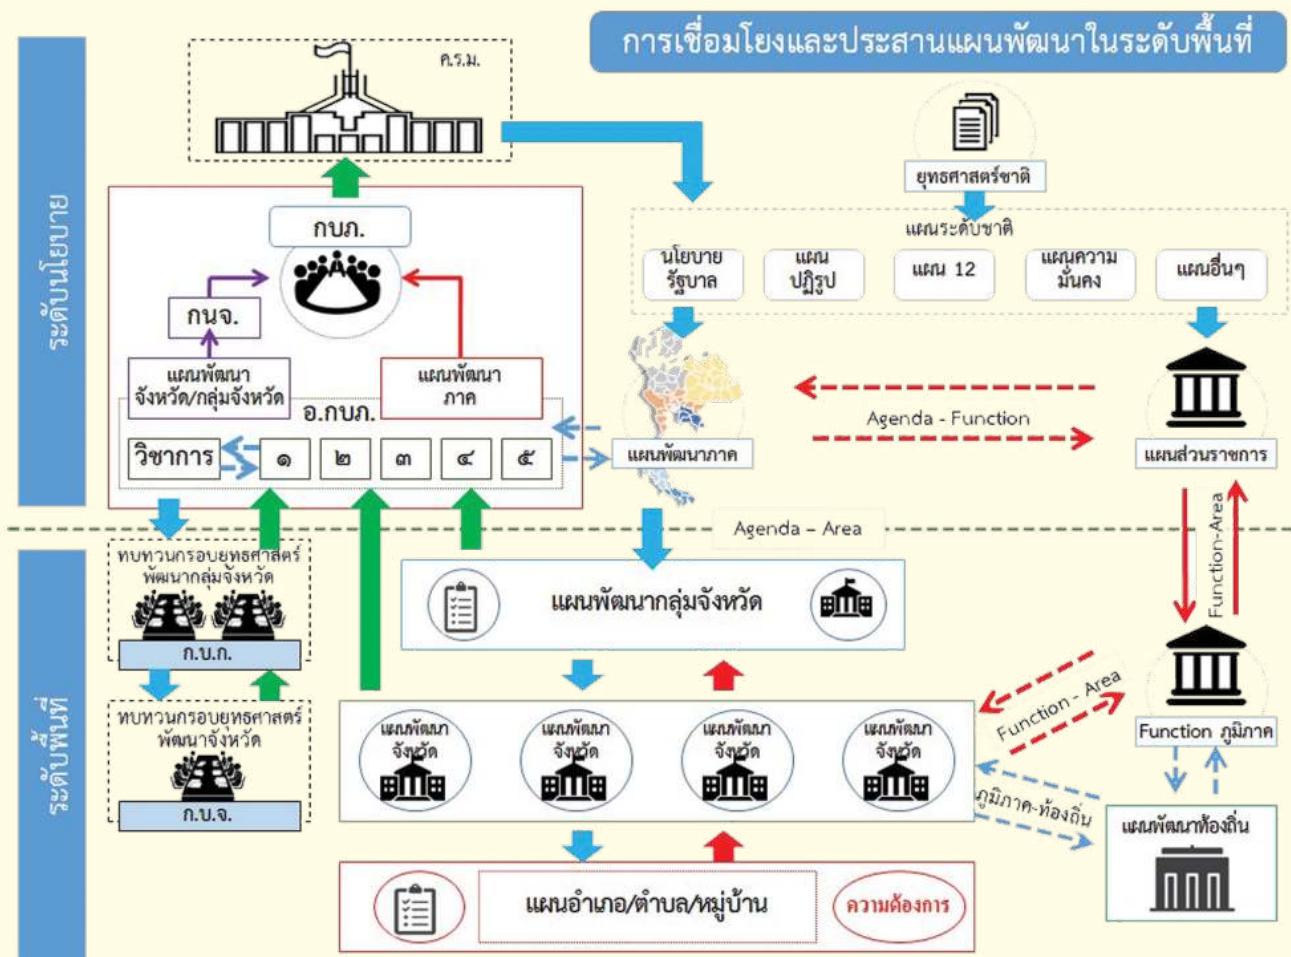 การเชื่อมโยงและประสานแผนพัฒนาในระดับพื้นที่
ระดับนโยบาย
ค.ร.ม.
ยุทธศาสตร์ชาติ
แผนระดับชาติ
นโยบาย
รัฐบาล
แผน
ปฏิรูป
แผน 12
แผนความ
มั่นคง
แผนอื่นๆ
กบภ.
กนจ.
แผนพัฒนา
จังหวัด/กลุ่มจังหวัด
แผนพัฒนา
ภาค
อ.กบภ.
วิชาการ
๑
๒
๓
๔
๕
แผนพัฒนาภาค
Agenda - Function
แผนส่วนราชการ
Agenda – Area
Function-Area
ระดับพื้นที่
ทบทวนกรอบยุทธศาสตร์
พัฒนากลุ่มจังหวัด
ก.บ.ก.
ทบทวนกรอบยุทธศาสตร์
พัฒนาจังหวัด
ก.บ.จ.
แผนพัฒนากลุ่มจังหวัด
แผนพัฒนา
จังหวัด
แผนพัฒนา
จังหวัด
แผนพัฒนา
จังหวัด
แผนพัฒนา
จังหวัด
Function - Area
Function ภูมิภาค
ภูมิภาค-ท้องถิ่น
แผนพัฒนาท้องถิ่น
แผนอำเภอ/ตำบล/หมู่บ้าน
ความต้องการ